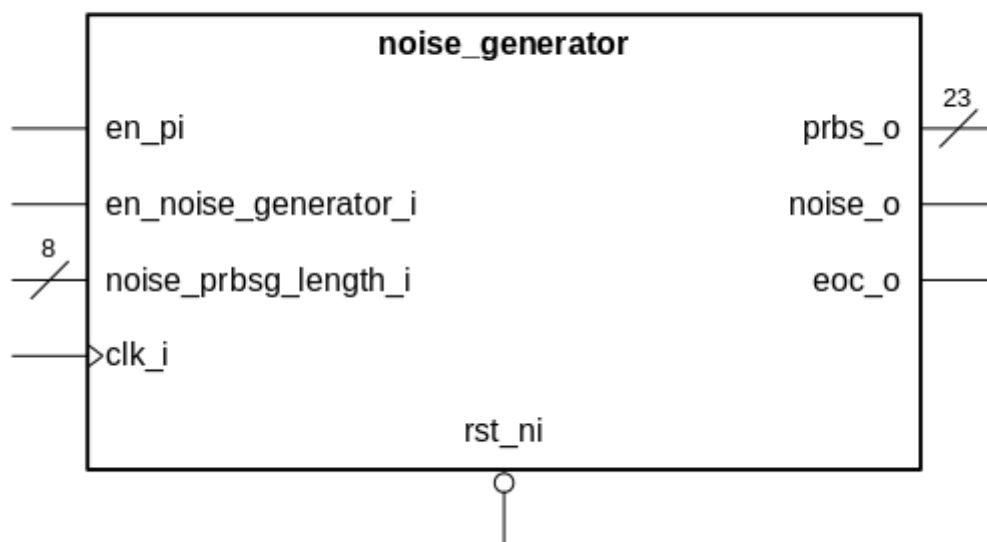 noise_generator
en_pi
prbs_o
23
en_noise_generator_i
noise_o
8
noise_prbsg_length_i
eoc_o
clk_i
rst_ni